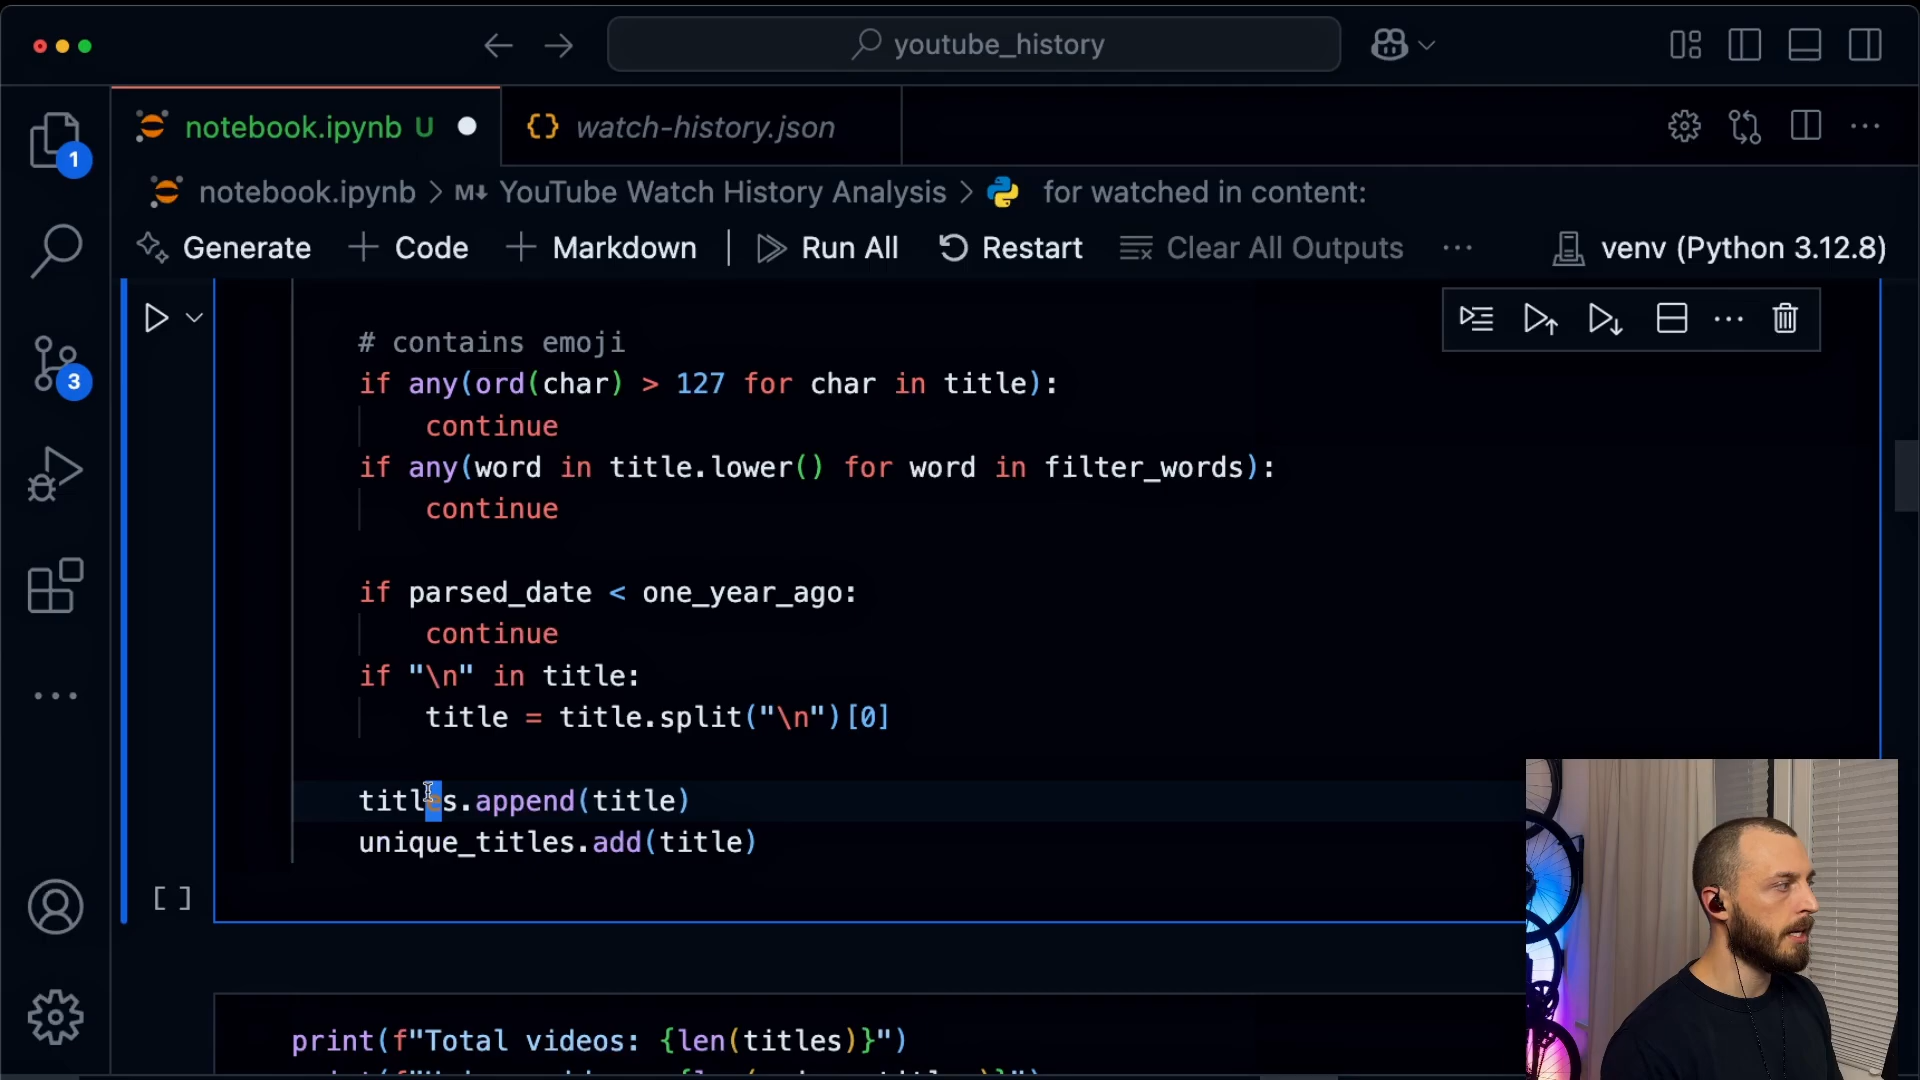 youtube_history
notebook.ipynb U
watch-history.json
1
notebook.ipynb > M↓ YouTube Watch History Analysis > for watched in content:
Generate + Code + Markdown | Run All Restart Clear All Outputs ... venv (Python 3.12.8)
# contains emoji
if any(ord(char) > 127 for char in title):
continue
3
if any(word in title.lower() for word in filter_words):
continue
if parsed_date < one_year_ago:
continue
if "\n" in title:
title = title.split("\n")[0]
titles.append(title)
unique_titles.add(title)
[ ]
print(f"Total videos: {len(titles)}")